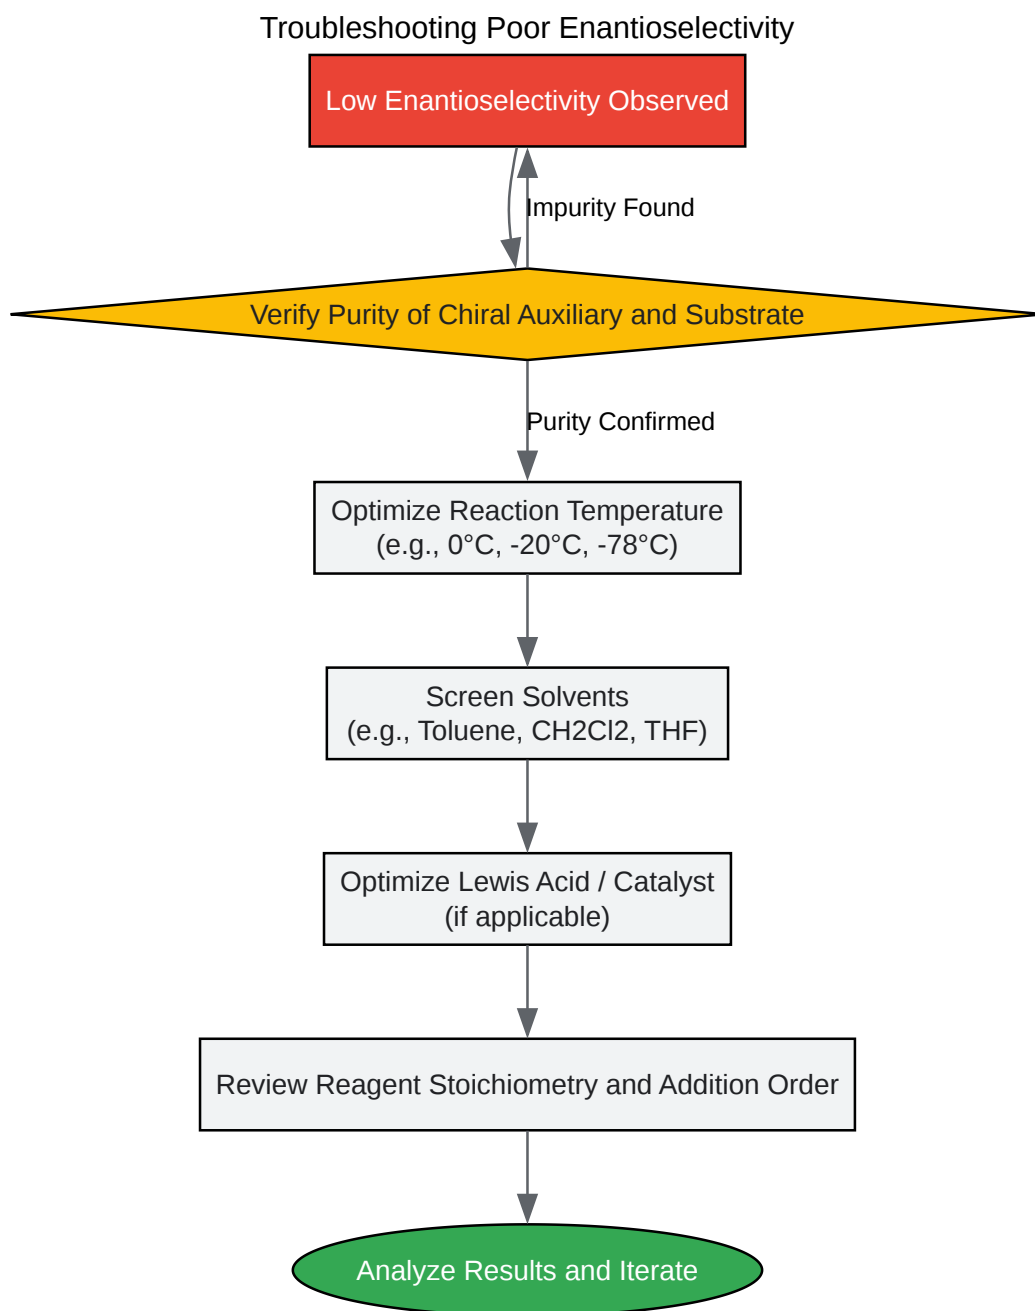 Troubleshooting Poor Enantioselectivity
Low Enantioselectivity Observed
Impurity Found
Verify Purity of Chiral Auxiliary and Substrate
Purity Confirmed
Optimize Reaction Temperature
(e.g., 0°C, -20°C, -78°C)
Screen Solvents
(e.g., Toluene, CH2Cl2, THF)
Optimize Lewis Acid / Catalyst
(if applicable)
Review Reagent Stoichiometry and Addition Order
Analyze Results and Iterate